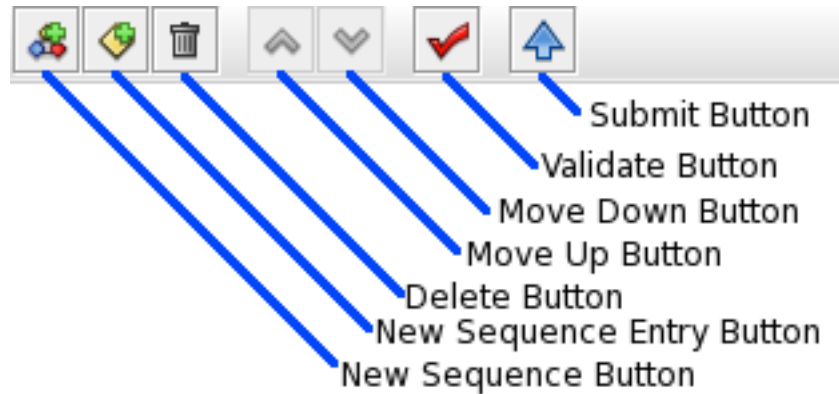 Submit Button
Validate Button
Move Down Button
Move Up Button
Delete Button
New Sequence Entry Button
New Sequence Button